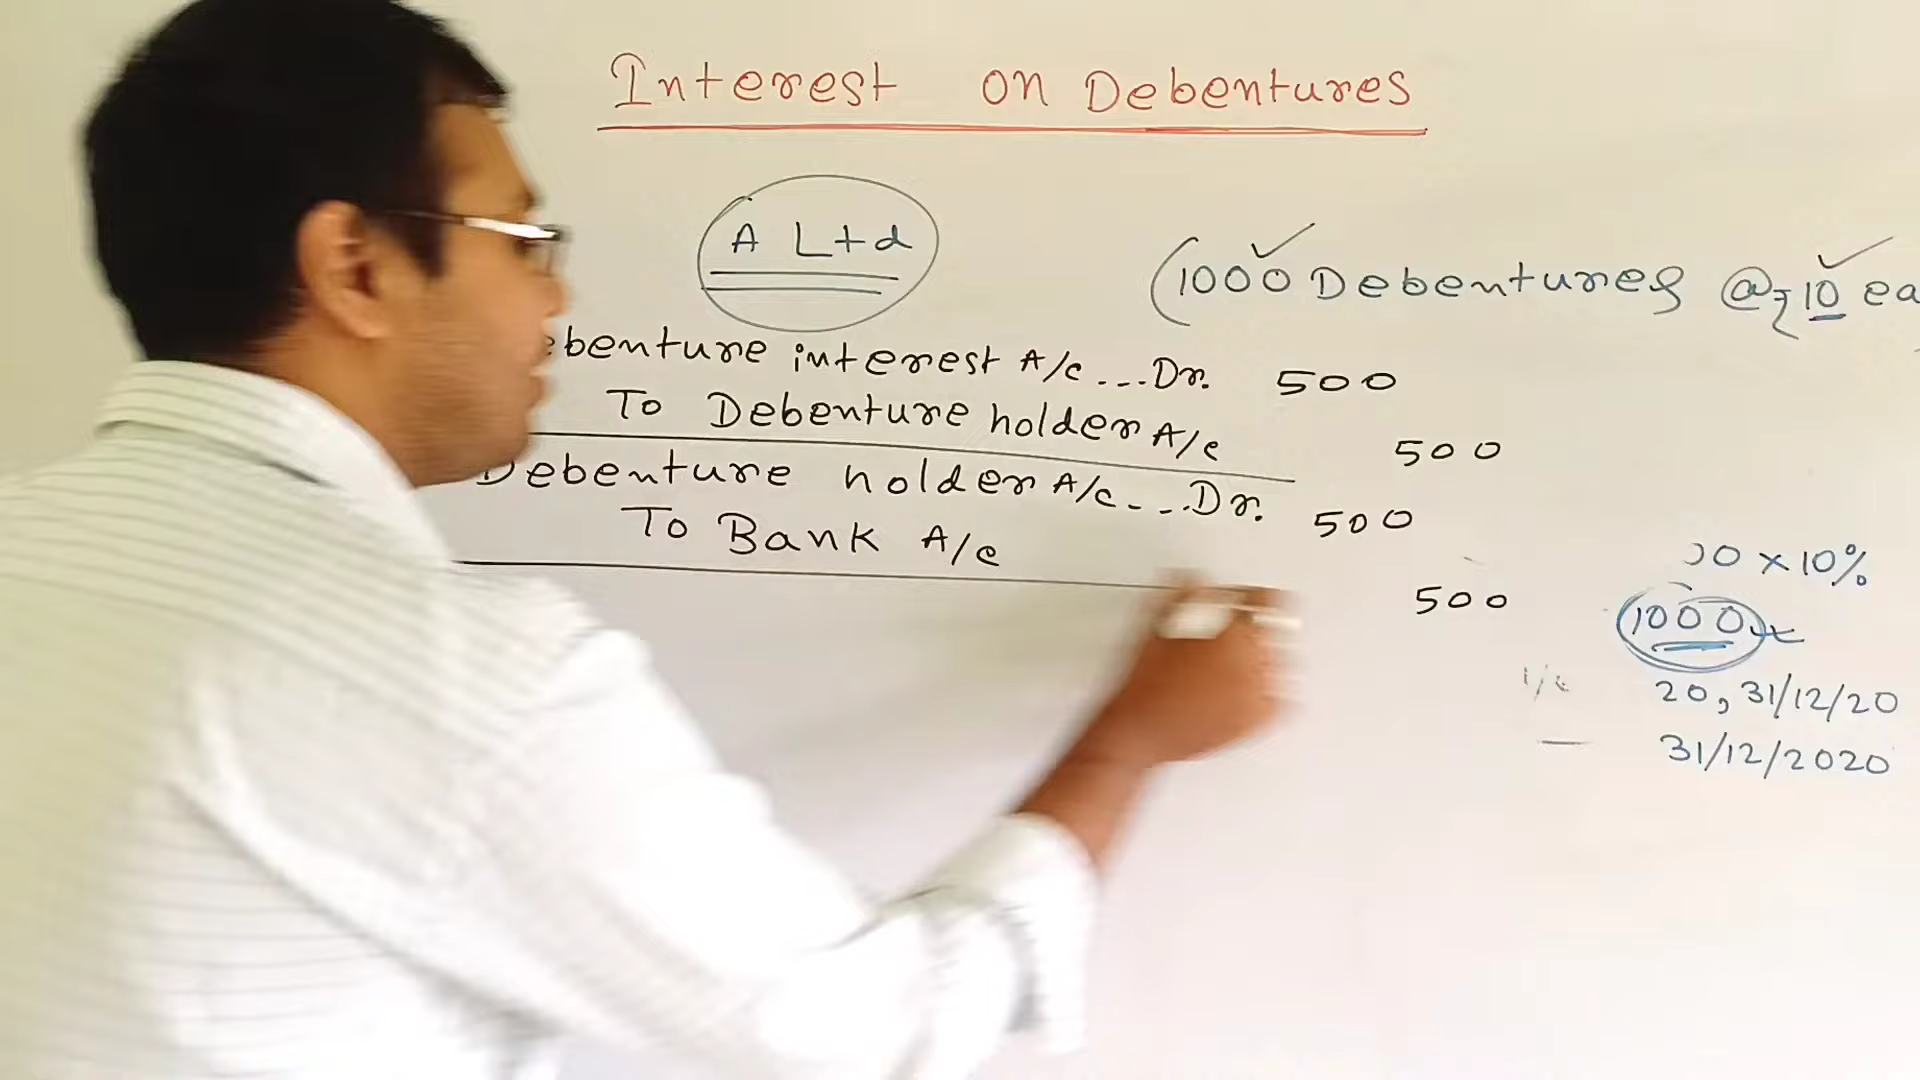 Interest on Debentures
A Ltd
(1000 Debentures @ ₹10 ea
ebenture interest A/c ...Dr. 500
To Debenture holder A/c 500
Debenture holder A/c ...Dr. 500
To Bank A/c 500
00 x 10%
1000
20, 31/12/20
31/12/2020